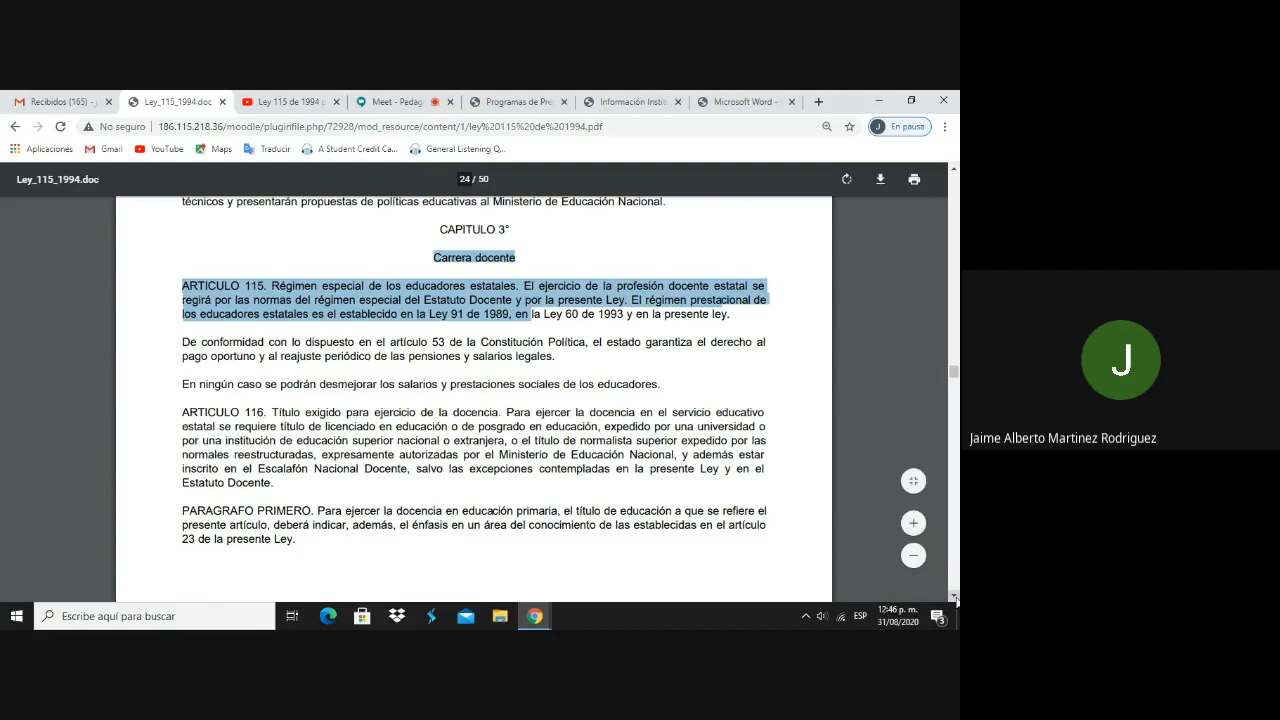 Recibidos (165) - j
Ley_115_1994.doc
Ley 115 de 1994 p
Meet - Pedag
Programas de Pre
Información Instit
Microsoft Word -
No seguro
186.115.218.36/moodle/pluginfile.php/72928/mod_resource/content/1/ley%20115%20de%201994.pdf
J
En pausa
Aplicaciones
Gmail
YouTube
Maps
Traducir
A Student Credit Ca...
General Listening Q...
Ley_115_1994.doc
24 / 50
técnicos y presentarán propuestas de políticas educativas al Ministerio de Educación Nacional.
CAPITULO 3°
Carrera docente
ARTICULO 115. Régimen especial de los educadores estatales. El ejercicio de la profesión docente estatal se
regirá por las normas del régimen especial del Estatuto Docente y por la presente Ley. El régimen prestacional de
los educadores estatales es el establecido en la Ley 91 de 1989, en la Ley 60 de 1993 y en la presente ley.
De conformidad con lo dispuesto en el artículo 53 de la Constitución Política, el estado garantiza el derecho al
pago oportuno y al reajuste periódico de las pensiones y salarios legales.
En ningún caso se podrán desmejorar los salarios y prestaciones sociales de los educadores.
ARTICULO 116. Título exigido para ejercicio de la docencia. Para ejercer la docencia en el servicio educativo
estatal se requiere título de licenciado en educación o de posgrado en educación, expedido por una universidad o
por una institución de educación superior nacional o extranjera, o el título de normalista superior expedido por las
normales reestructuradas, expresamente autorizadas por el Ministerio de Educación Nacional, y además estar
inscrito en el Escalafón Nacional Docente, salvo las excepciones contempladas en la presente Ley y en el
Estatuto Docente.
PARAGRAFO PRIMERO. Para ejercer la docencia en educación primaria, el título de educación a que se refiere el
presente artículo, deberá indicar, además, el énfasis en un área del conocimiento de las establecidas en el artículo
23 de la presente Ley.
J
Jaime Alberto Martinez Rodriguez
Escribe aquí para buscar
ESP
12:46 p. m.
31/08/2020
3